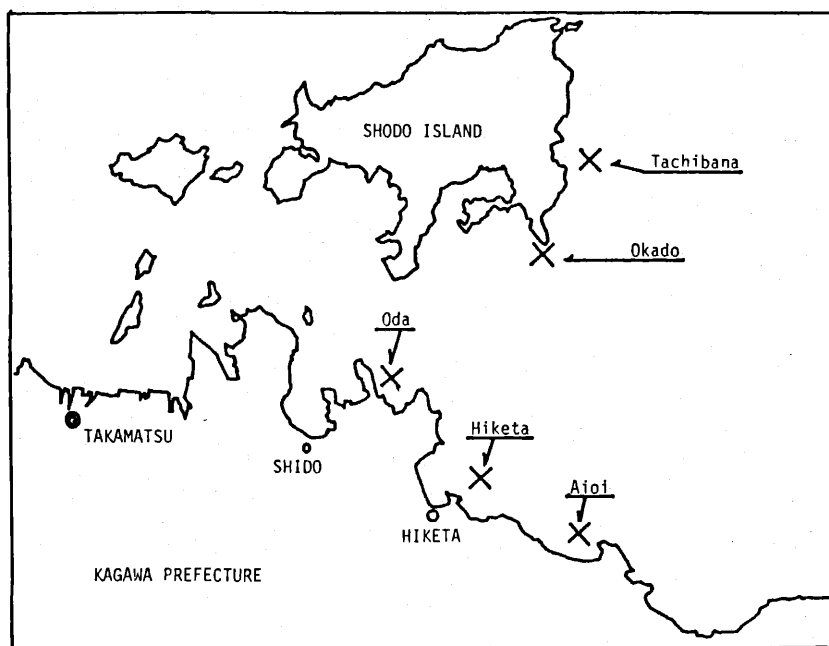 SHODO ISLAND
Tachibana
Okado
Oda
TAKAMATSU
Hiketa
SHIDO
Aioi
HIKETA
KAGAWA PREFECTURE